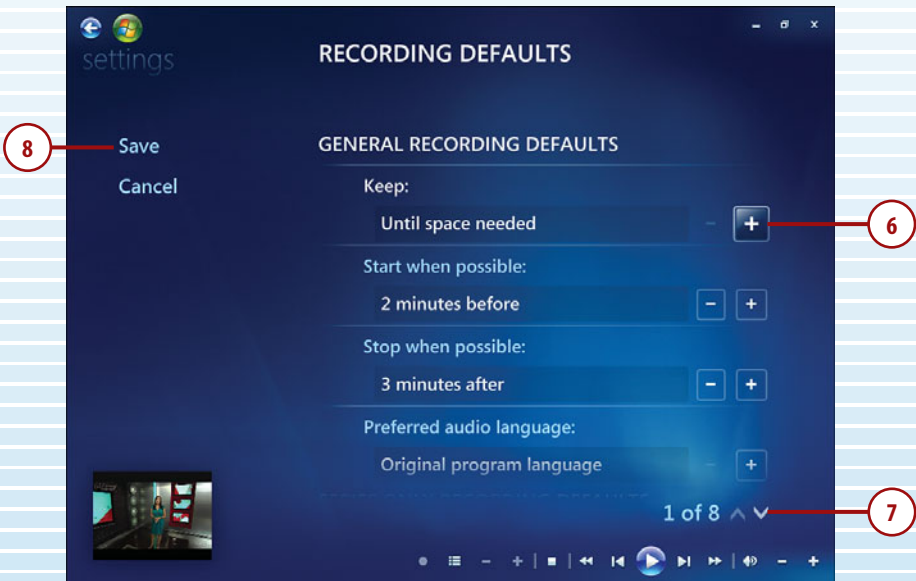 settings
RECORDING DEFAULTS
8
Save
Cancel
GENERAL RECORDING DEFAULTS
Keep:
Until space needed - +
6
Start when possible:
2 minutes before - +
Stop when possible:
3 minutes after - +
Preferred audio language:
Original program language - +
1 of 8
7